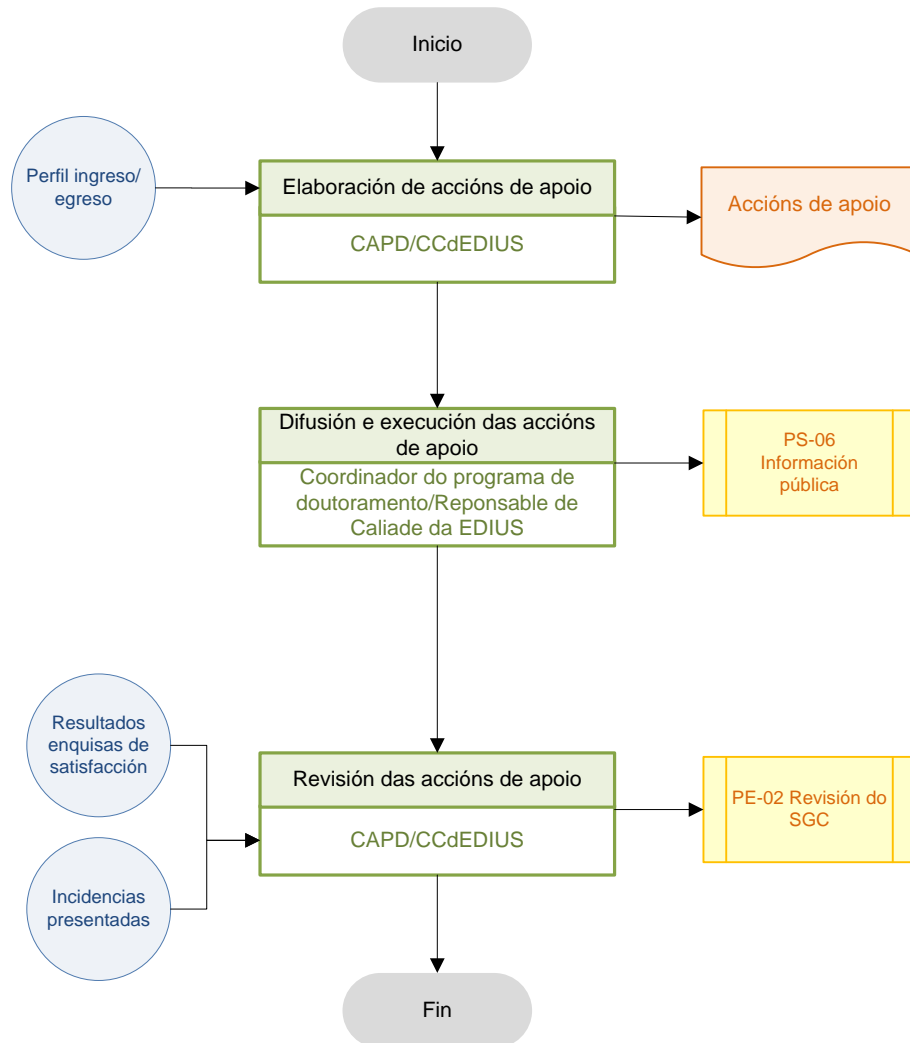 Inicio
Perfil ingreso/
egreso
Elaboración de accións de apoio
CAPD/CCdEDIUS
Accións de apoio
Difusión e execución das accións
de apoio
Coordinador do programa de
doutoramento/Reponsable de
Caliade da EDIUS
PS-06
Información
pública
Resultados
enquisas de
satisfacción
Incidencias
presentadas
Revisión das accións de apoio
CAPD/CCdEDIUS
PE-02 Revisión do
SGC
Fin